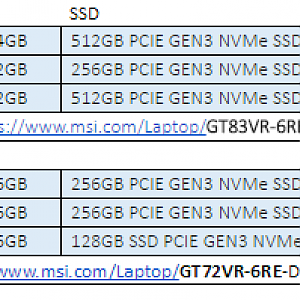 SSD
4GB 512GB PCIE GEN3 NVMe SSD
2GB 256GB PCIE GEN3 NVMe SSD
2GB 512GB PCIE GEN3 NVMe SSD
s://www.msi.com/Laptop/GT83VR-6R
6GB 256GB PCIE GEN3 NVMe SSD
6GB 256GB PCIE GEN3 NVMe SSD
6GB 128GB SSD PCIE GEN3 NVMe
www.msi.com/Laptop/GT72VR-6RE-D